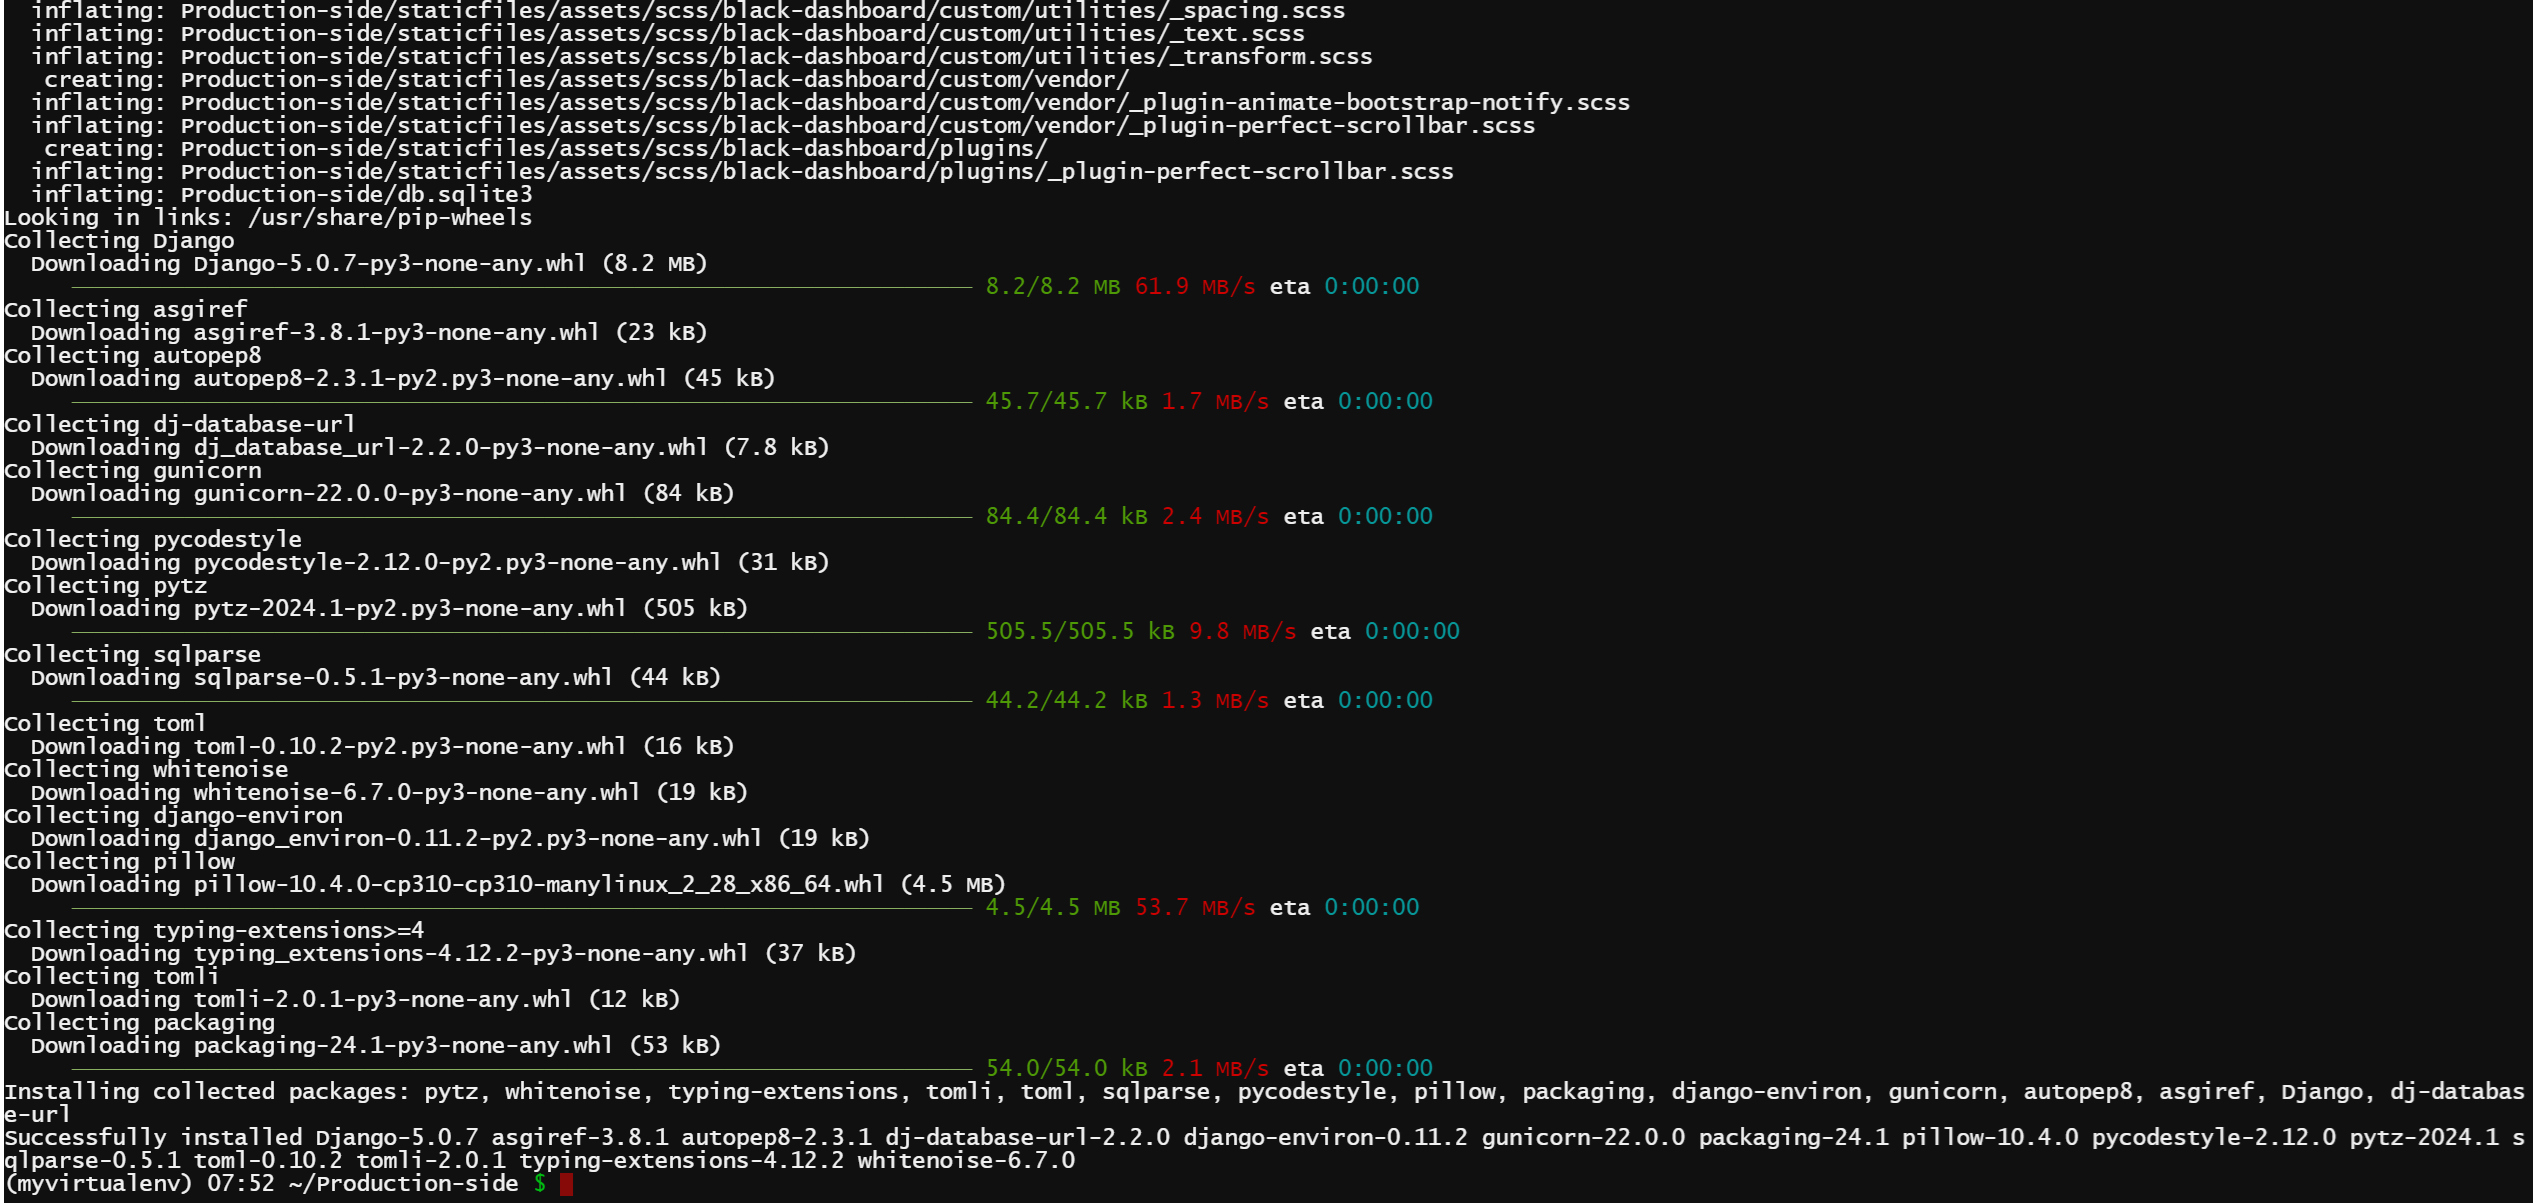 inflating: Production-side/staticfiles/assets/scss/black-dashboard/custom/utilities/_spacing.scss
inflating: Production-side/staticfiles/assets/scss/black-dashboard/custom/utilities/_text.scss
inflating: Production-side/staticfiles/assets/scss/black-dashboard/custom/utilities/_transform.scss
creating: Production-side/staticfiles/assets/scss/black-dashboard/custom/vendor/
inflating: Production-side/staticfiles/assets/scss/black-dashboard/custom/vendor/_plugin-animate-bootstrap-notify.scss
inflating: Production-side/staticfiles/assets/scss/black-dashboard/custom/vendor/_plugin-perfect-scrollbar.scss
creating: Production-side/staticfiles/assets/scss/black-dashboard/plugins/
inflating: Production-side/staticfiles/assets/scss/black-dashboard/plugins/_plugin-perfect-scrollbar.scss
inflating: Production-side/db.sqlite3
Looking in links: /usr/share/pip-wheels
Collecting Django
Downloading Django-5.0.7-py3-none-any.whl (8.2 MB)
8.2/8.2 MB 61.9 MB/s eta 0:00:00
Collecting asgiref
Downloading asgiref-3.8.1-py3-none-any.whl (23 kB)
Collecting autopep8
Downloading autopep8-2.3.1-py2.py3-none-any.whl (45 kB)
45.7/45.7 kB 1.7 MB/s eta 0:00:00
Collecting dj-database-url
Downloading dj_database_url-2.2.0-py3-none-any.whl (7.8 kB)
Collecting gunicorn
Downloading gunicorn-22.0.0-py3-none-any.whl (84 kB)
84.4/84.4 kB 2.4 MB/s eta 0:00:00
Collecting pycodestyle
Downloading pycodestyle-2.12.0-py2.py3-none-any.whl (31 kB)
Collecting pytz
Downloading pytz-2024.1-py2.py3-none-any.whl (505 kB)
505.5/505.5 kB 9.8 MB/s eta 0:00:00
Collecting sqlparse
Downloading sqlparse-0.5.1-py3-none-any.whl (44 kB)
44.2/44.2 kB 1.3 MB/s eta 0:00:00
Collecting toml
Downloading toml-0.10.2-py2.py3-none-any.whl (16 kB)
Collecting whitenoise
Downloading whitenoise-6.7.0-py3-none-any.whl (19 kB)
Collecting django-environ
Downloading django_environ-0.11.2-py2.py3-none-any.whl (19 kB)
Collecting pillow
Downloading pillow-10.4.0-cp310-cp310-manylinux_2_28_x86_64.whl (4.5 MB)
4.5/4.5 MB 53.7 MB/s eta 0:00:00
Collecting typing-extensions>=4
Downloading typing_extensions-4.12.2-py3-none-any.whl (37 kB)
Collecting tomli
Downloading tomli-2.0.1-py3-none-any.whl (12 kB)
Collecting packaging
Downloading packaging-24.1-py3-none-any.whl (53 kB)
54.0/54.0 kB 2.1 MB/s eta 0:00:00
Installing collected packages: pytz, whitenoise, typing-extensions, tomli, toml, sqlparse, pycodestyle, pillow, packaging, django-environ, gunicorn, autopep8, asgiref, Django, dj-databas
e-url
Successfully installed Django-5.0.7 asgiref-3.8.1 autopep8-2.3.1 dj-database-url-2.2.0 django-environ-0.11.2 gunicorn-22.0.0 packaging-24.1 pillow-10.4.0 pycodestyle-2.12.0 pytz-2024.1 s
qlparse-0.5.1 toml-0.10.2 tomli-2.0.1 typing-extensions-4.12.2 whitenoise-6.7.0
(myvirtualenv) 07:52 ~/Production-side $